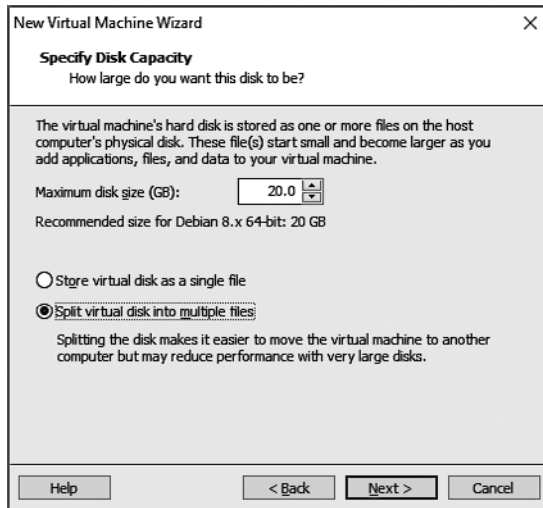 New Virtual Machine Wizard
Specify Disk Capacity
How large do you want this disk to be?
The virtual machine's hard disk is stored as one or more files on the host
computer's physical disk. These file(s) start small and become larger as you
add applications, files, and data to your virtual machine.
Maximum disk size (GB): 20.0
Recommended size for Debian 8.x 64-bit: 20 GB
Store virtual disk as a single file
Split virtual disk into multiple files
Splitting the disk makes it easier to move the virtual machine to another
computer but may reduce performance with very large disks.
Help < Back Next > Cancel